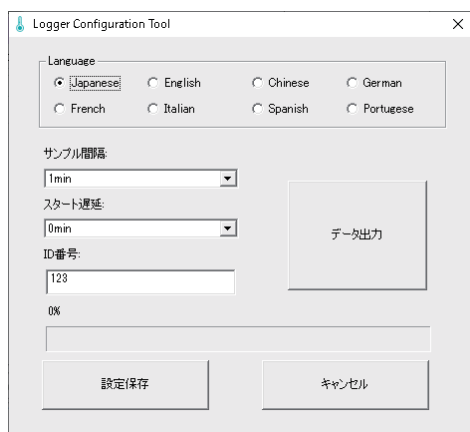 Logger Configuration Tool
Language
Japanese English Chinese German
French Italian Spanish Portugese
サンプル間隔:
1min
スタート遅延:
0min
データ出力
ID番号:
123
0%
設定保存 キャンセル